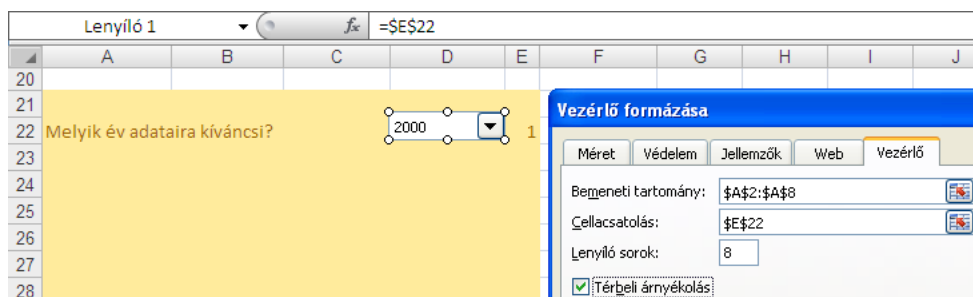 Lenyíló 1 fx =$E$22
A B C D E F G H I J
20
21
22 Melyik év adataira kíváncsi? 2000 1
23
24
25
26
27
28
Vezérlő formázása
Méret Védelem Jellemzők Web Vezérlő
Bemeneti tartomány: $A$2:$A$8
Cellacsatolás: $E$22
Lenyíló sorok: 8
Térbeli árnyékolás